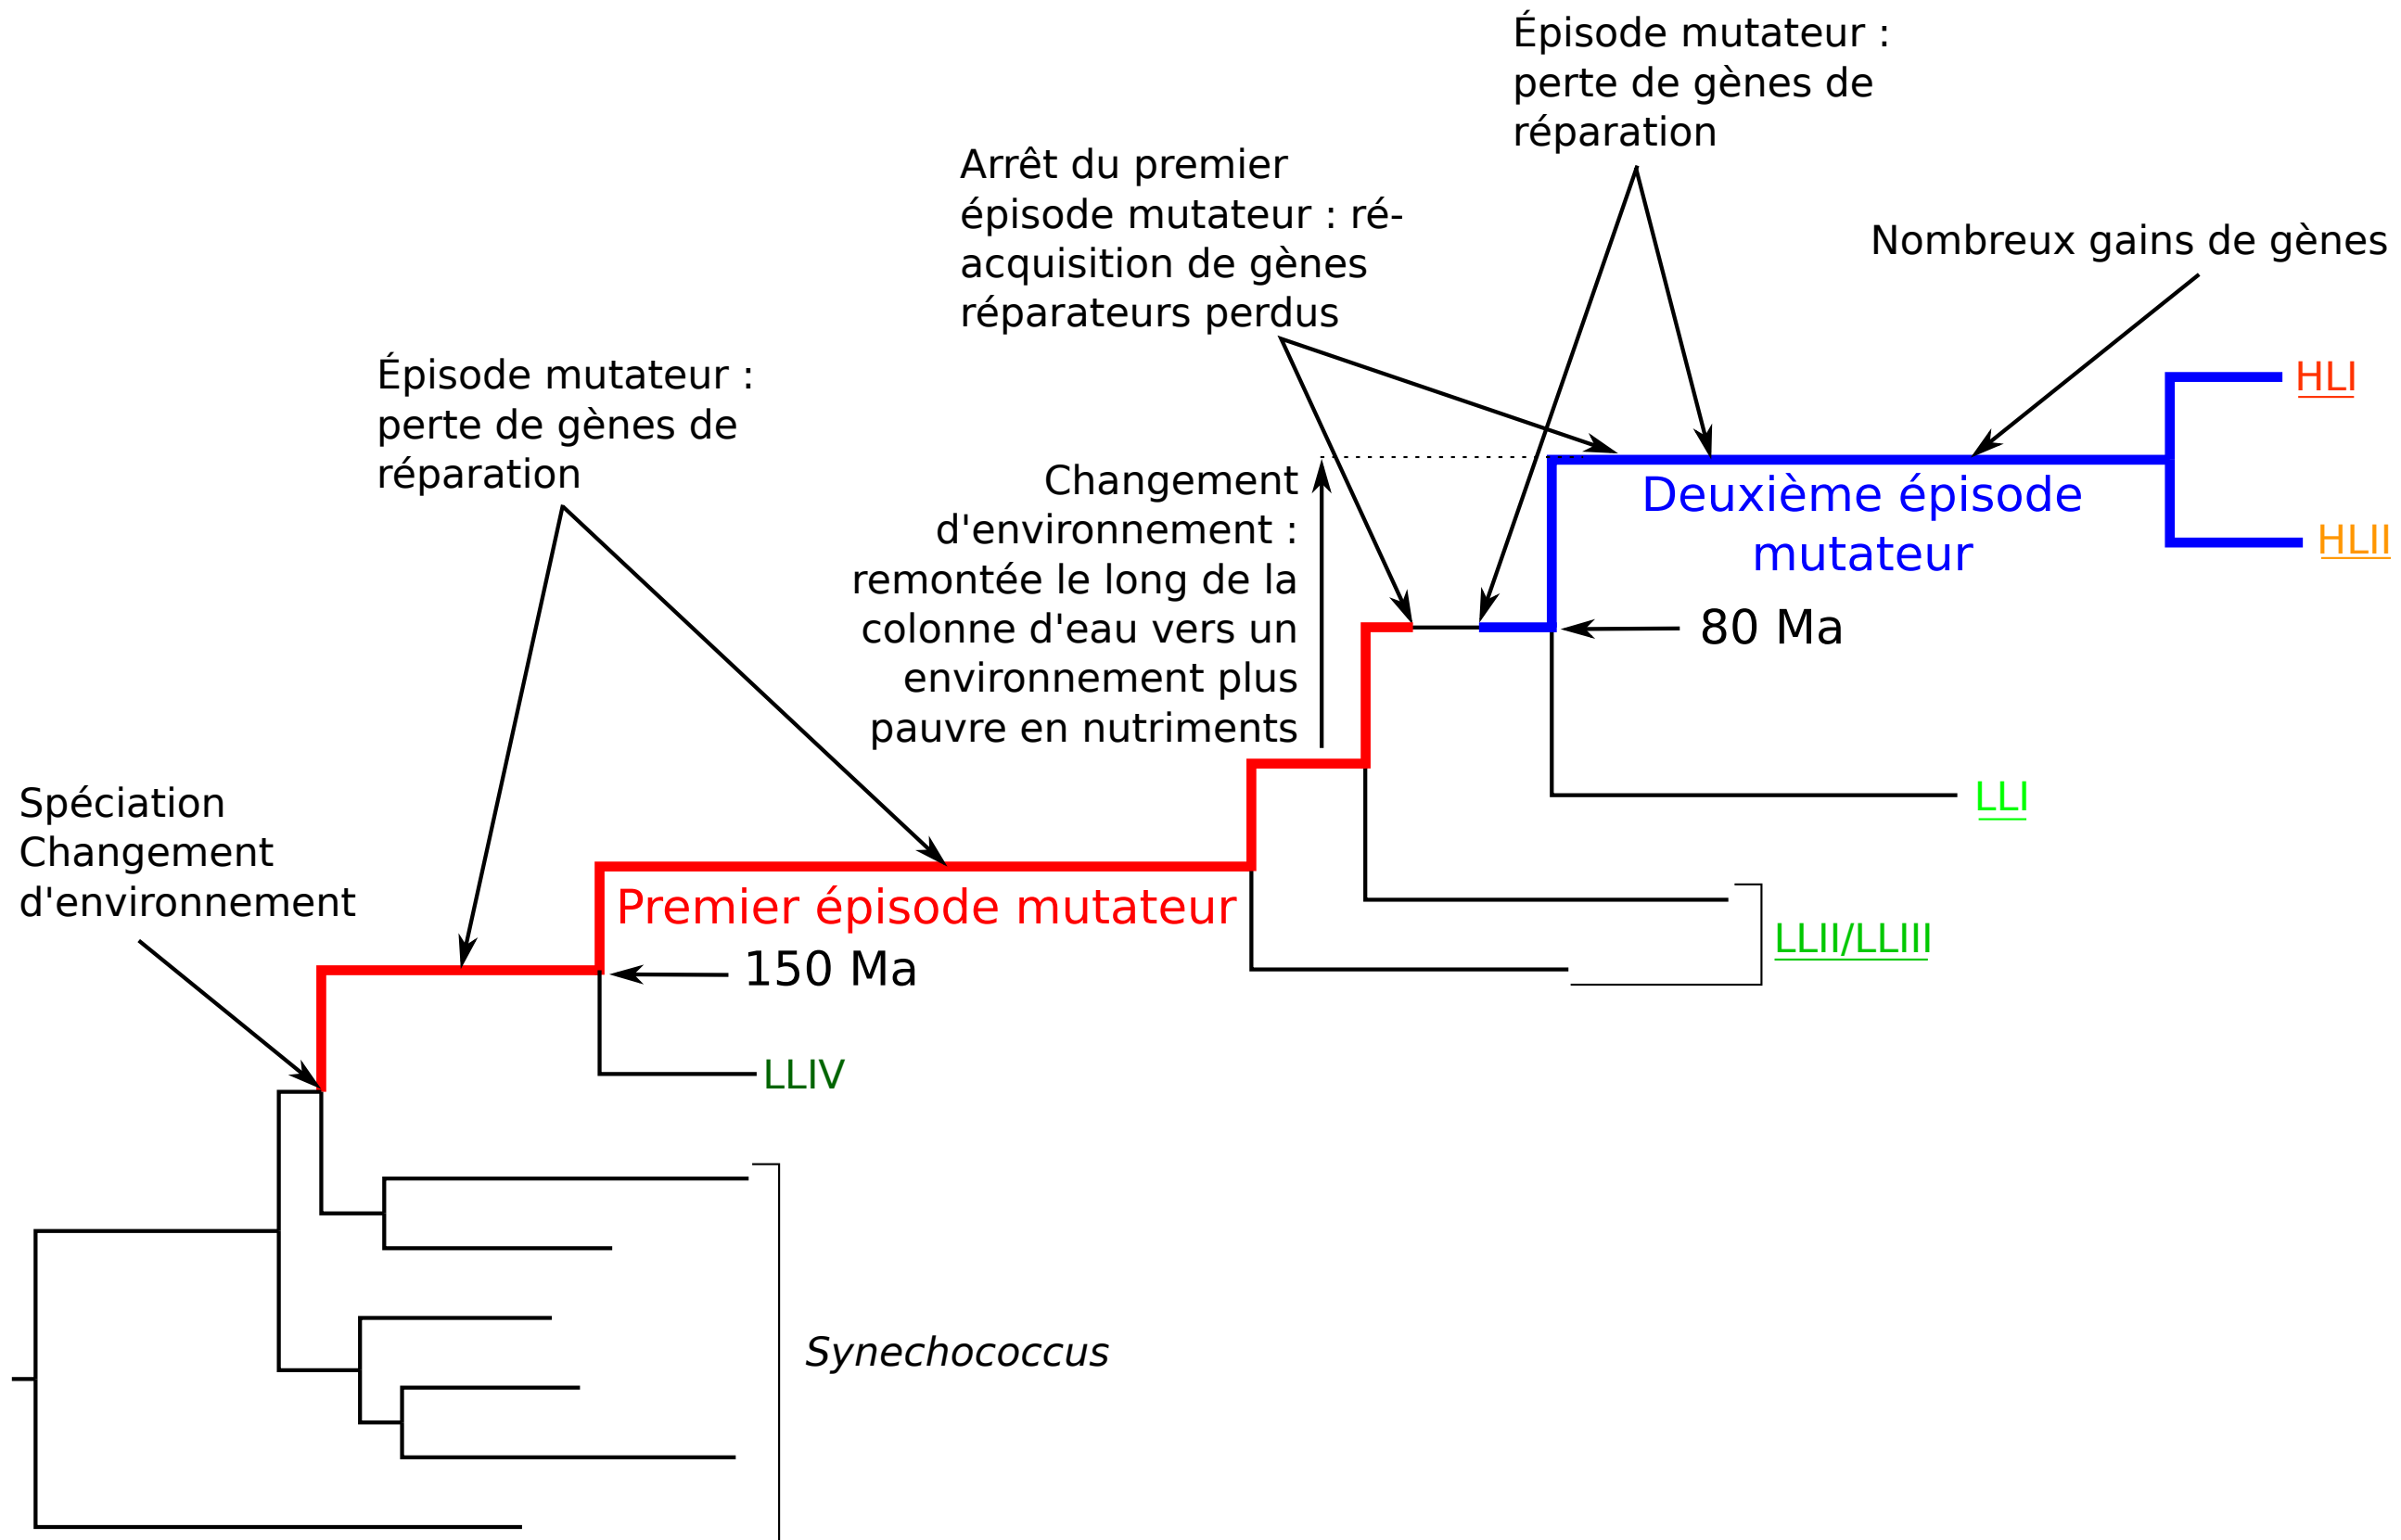 Épisode mutateur :
perte de gènes de
réparation
Arrêt du premier
épisode mutateur : ré-
acquisition de gènes
réparateurs perdus
Nombreux gains de gènes
Épisode mutateur :
perte de gènes de
réparation
HLI
Changement
d'environnement :
remontée le long de la
colonne d'eau vers un
environnement plus
pauvre en nutriments
Deuxième épisode
mutateur
HLII
80 Ma
Spéciation
Changement
d'environnement
LLI
Premier épisode mutateur
150 Ma
LLII/LLIII
LLIV
Synechococcus